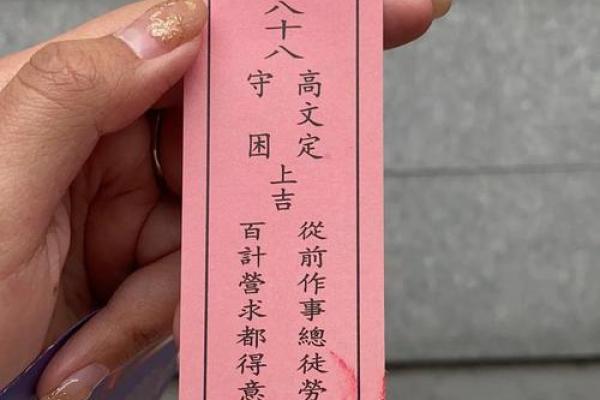 八十八
高文定
守困
上吉
從前作事總徒勞
百計營求都得意